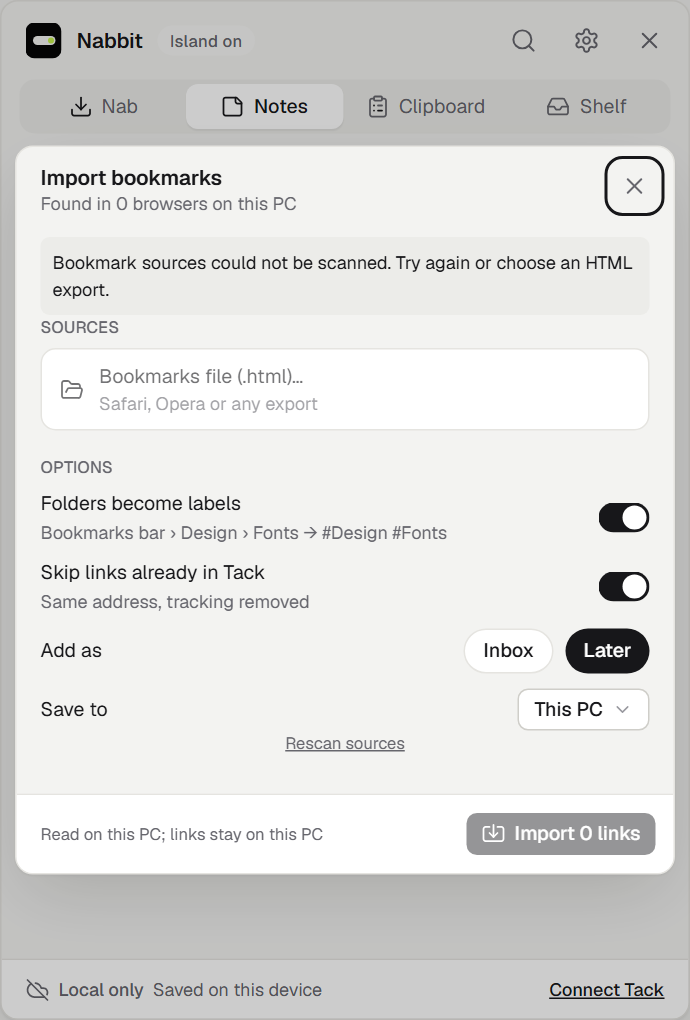 Nabbit
Island on
Nab
Notes
Clipboard
Shelf
Import bookmarks
Found in 0 browsers on this PC
Bookmark sources could not be scanned. Try again or choose an HTML
export.
SOURCES
Bookmarks file (.html)…
Safari, Opera or any export
OPTIONS
Folders become labels
Bookmarks bar › Design › Fonts → #Design #Fonts
Skip links already in Tack
Same address, tracking removed
Add as
Inbox
Later
Save to
This PC
Rescan sources
Read on this PC; links stay on this PC
Import 0 links
Local only
Saved on this device
Connect Tack